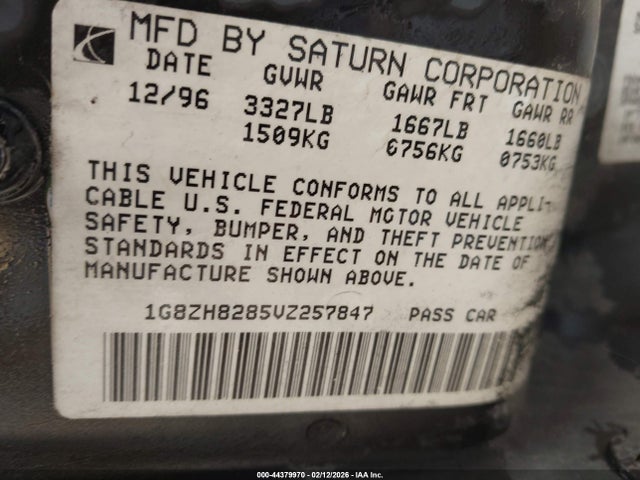 MFD BY SATURN CORPORATION
DATE GVWR GAWR FRT GAWR RR
12/96 3327LB 1667LB 1660LB
1509KG 0756KG 0753KG
THIS VEHICLE CONFORMS TO ALL APPLI-
CABLE U.S. FEDERAL MOTOR VEHICLE
SAFETY, BUMPER, AND THEFT PREVENTION
STANDARDS IN EFFECT ON THE DATE OF
MANUFACTURE SHOWN ABOVE.
1G8ZH8285VZ257847 PASS CAR
000-44379970 - 02/12/2026 - IAA Inc.